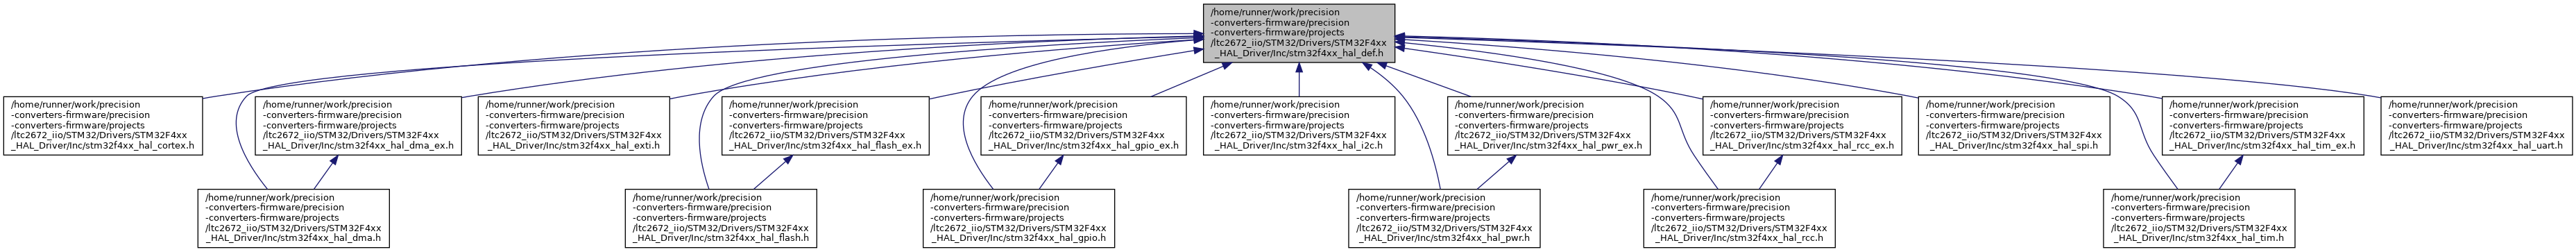 /home/runner/work/precision
-converters-firmware/precision
-converters-firmware/projects
/ltc2672_iio/STM32/Drivers/STM32F4xx
_HAL_Driver/Inc/stm32f4xx_hal_def.h
/home/runner/work/precision
-converters-firmware/precision
-converters-firmware/projects
/ltc2672_iio/STM32/Drivers/STM32F4xx
_HAL_Driver/Inc/stm32f4xx_hal_cortex.h
/home/runner/work/precision
-converters-firmware/precision
-converters-firmware/projects
/ltc2672_iio/STM32/Drivers/STM32F4xx
_HAL_Driver/Inc/stm32f4xx_hal_dma_ex.h
/home/runner/work/precision
-converters-firmware/precision
-converters-firmware/projects
/ltc2672_iio/STM32/Drivers/STM32F4xx
_HAL_Driver/Inc/stm32f4xx_hal_exti.h
/home/runner/work/precision
-converters-firmware/precision
-converters-firmware/projects
/ltc2672_iio/STM32/Drivers/STM32F4xx
_HAL_Driver/Inc/stm32f4xx_hal_flash_ex.h
/home/runner/work/precision
-converters-firmware/precision
-converters-firmware/projects
/ltc2672_iio/STM32/Drivers/STM32F4xx
_HAL_Driver/Inc/stm32f4xx_hal_gpio_ex.h
/home/runner/work/precision
-converters-firmware/precision
-converters-firmware/projects
/ltc2672_iio/STM32/Drivers/STM32F4xx
_HAL_Driver/Inc/stm32f4xx_hal_i2c.h
/home/runner/work/precision
-converters-firmware/precision
-converters-firmware/projects
/ltc2672_iio/STM32/Drivers/STM32F4xx
_HAL_Driver/Inc/stm32f4xx_hal_pwr_ex.h
/home/runner/work/precision
-converters-firmware/precision
-converters-firmware/projects
/ltc2672_iio/STM32/Drivers/STM32F4xx
_HAL_Driver/Inc/stm32f4xx_hal_rcc_ex.h
/home/runner/work/precision
-converters-firmware/precision
-converters-firmware/projects
/ltc2672_iio/STM32/Drivers/STM32F4xx
_HAL_Driver/Inc/stm32f4xx_hal_spi.h
/home/runner/work/precision
-converters-firmware/precision
-converters-firmware/projects
/ltc2672_iio/STM32/Drivers/STM32F4xx
_HAL_Driver/Inc/stm32f4xx_hal_tim_ex.h
/home/runner/work/precision
-converters-firmware/precision
-converters-firmware/projects
/ltc2672_iio/STM32/Drivers/STM32F4xx
_HAL_Driver/Inc/stm32f4xx_hal_uart.h
/home/runner/work/precision
-converters-firmware/precision
-converters-firmware/projects
/ltc2672_iio/STM32/Drivers/STM32F4xx
_HAL_Driver/Inc/stm32f4xx_hal_dma.h
/home/runner/work/precision
-converters-firmware/precision
-converters-firmware/projects
/ltc2672_iio/STM32/Drivers/STM32F4xx
_HAL_Driver/Inc/stm32f4xx_hal_flash.h
/home/runner/work/precision
-converters-firmware/precision
-converters-firmware/projects
/ltc2672_iio/STM32/Drivers/STM32F4xx
_HAL_Driver/Inc/stm32f4xx_hal_gpio.h
/home/runner/work/precision
-converters-firmware/precision
-converters-firmware/projects
/ltc2672_iio/STM32/Drivers/STM32F4xx
_HAL_Driver/Inc/stm32f4xx_hal_pwr.h
/home/runner/work/precision
-converters-firmware/precision
-converters-firmware/projects
/ltc2672_iio/STM32/Drivers/STM32F4xx
_HAL_Driver/Inc/stm32f4xx_hal_rcc.h
/home/runner/work/precision
-converters-firmware/precision
-converters-firmware/projects
/ltc2672_iio/STM32/Drivers/STM32F4xx
_HAL_Driver/Inc/stm32f4xx_hal_tim.h